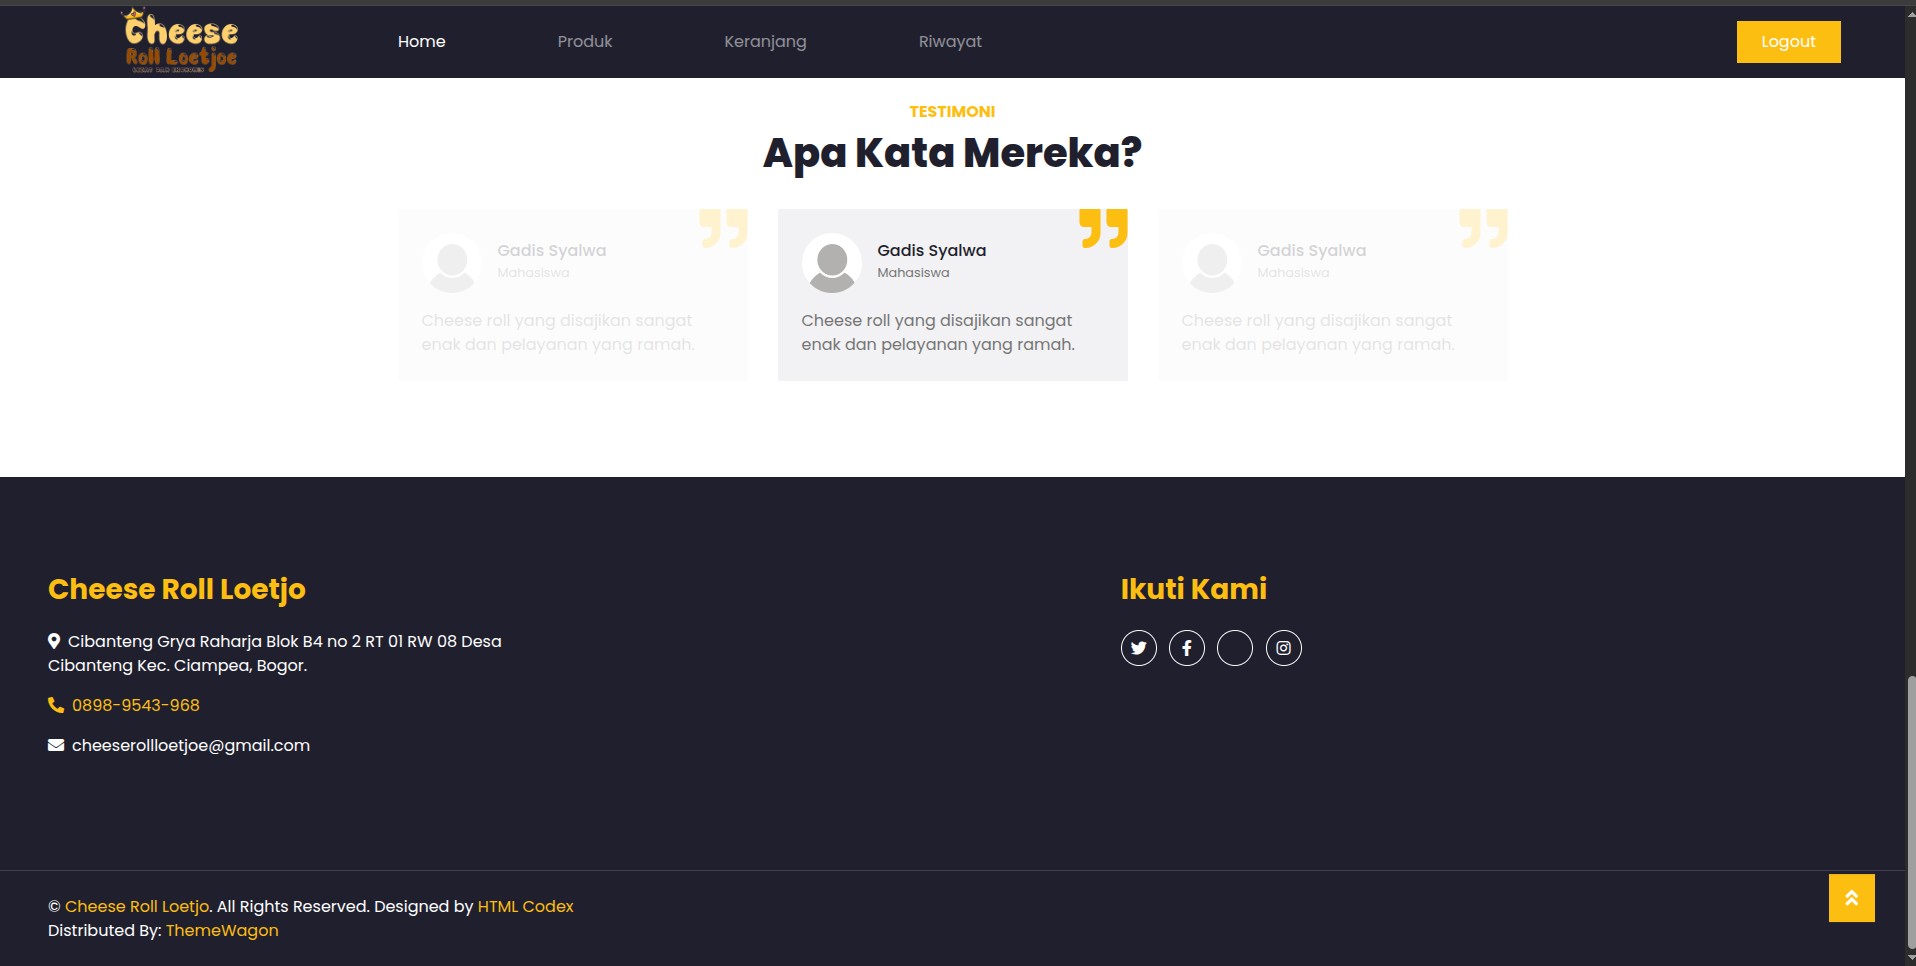 Cheese
Roll Loetjoe
Home
Produk
Keranjang
Riwayat
Logout
TESTIMONI
Apa Kata Mereka?
Gadis Syalwa
Mahasiswa
Cheese roll yang disajikan sangat
enak dan pelayanan yang ramah.
Gadis Syalwa
Mahasiswa
Cheese roll yang disajikan sangat
enak dan pelayanan yang ramah.
Gadis Syalwa
Mahasiswa
Cheese roll yang disajikan sangat
enak dan pelayanan yang ramah.
Cheese Roll Loetjo
Cibanteng Grya Raharja Blok B4 no 2 RT 01 RW 08 Desa
Cibanteng Kec. Ciampea, Bogor.
0898-9543-968
cheeserollloetjoe@gmail.com
Ikuti Kami
© Cheese Roll Loetjo. All Rights Reserved. Designed by HTML Codex
Distributed By: ThemeWagon